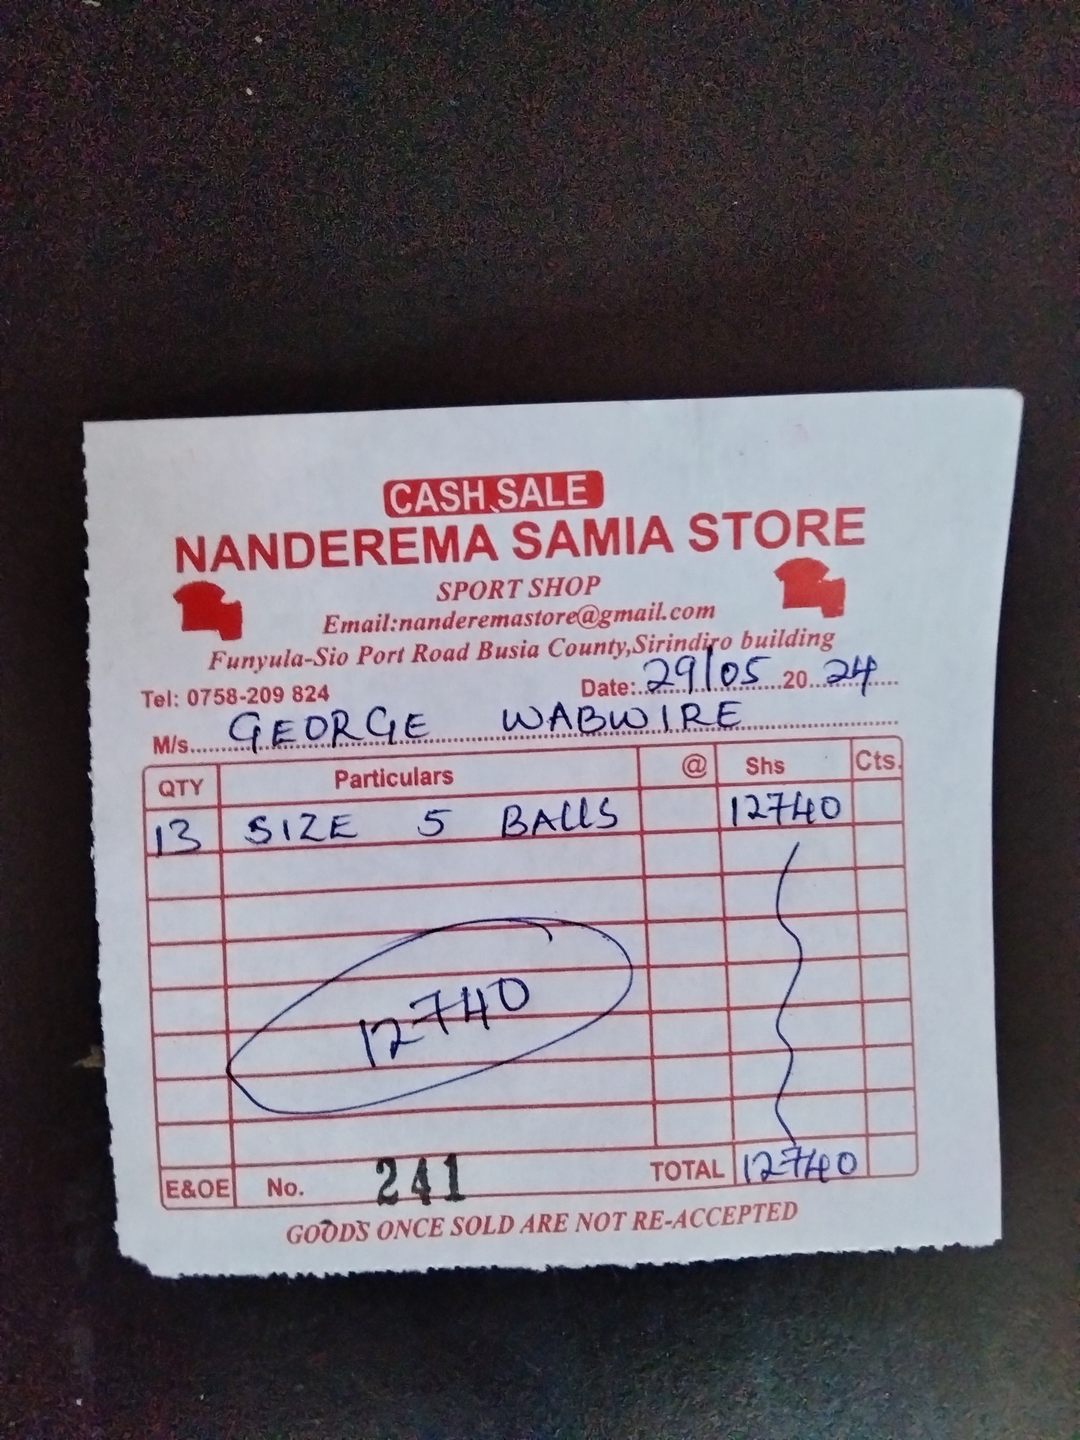 CASH SALE
NANDEREMA SAMIA STORE
SPORT SHOP
Email:nanderemastore@gmail.com
Funyula-Sio Port Road Busia County,Sirindiro building
Tel: 0758-209 824 Date:..29/05....20..24....
M/s.....GEORGE WABWIRE.....
QTY Particulars @ Shs Cts.
13 SIZE 5 BALLS 12740
12740
E&OE No. 241 TOTAL 12740
GOODS ONCE SOLD ARE NOT RE-ACCEPTED